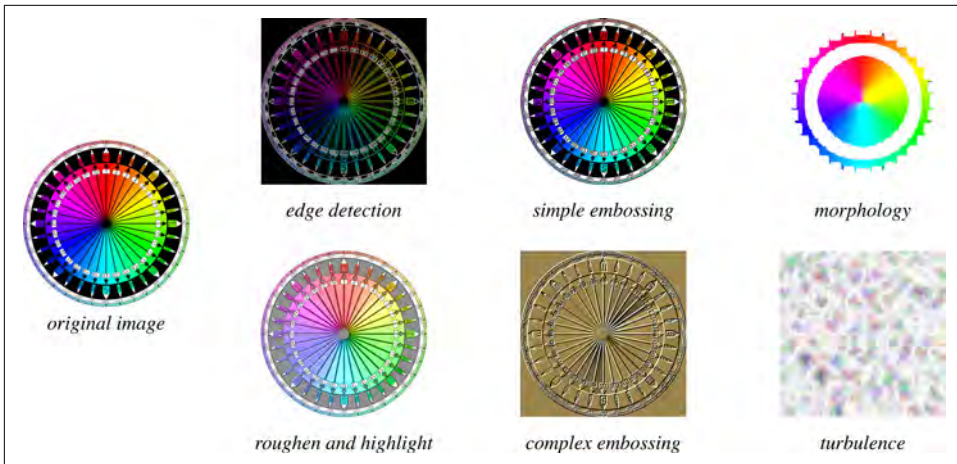 edge detection
simple embossing
morphology
original image
roughen and highlight
complex embossing
turbulence